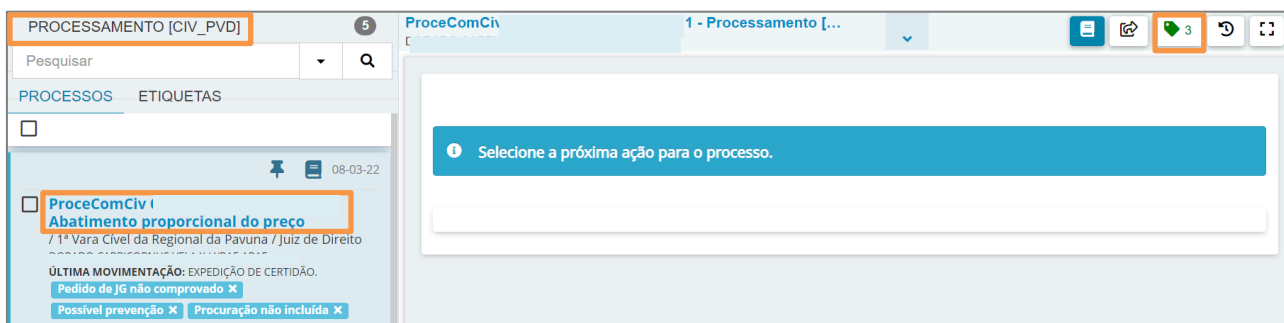 PROCESSAMENTO [CIV_PVD]
5
Pesquisar
PROCESSOS ETIQUETAS
08-03-22
ProceComCiv
Abatimento proporcional do preço
/ 1ª Vara Cível da Regional da Pavuna / Juiz de Direito
ÚLTIMA MOVIMENTAÇÃO: EXPEDIÇÃO DE CERTIDÃO.
Pedido de JG não comprovado ×
Possível prevenção × Procuração não incluída ×
ProceComCiv 1 - Processamento [...
3
Selecione a próxima ação para o processo.